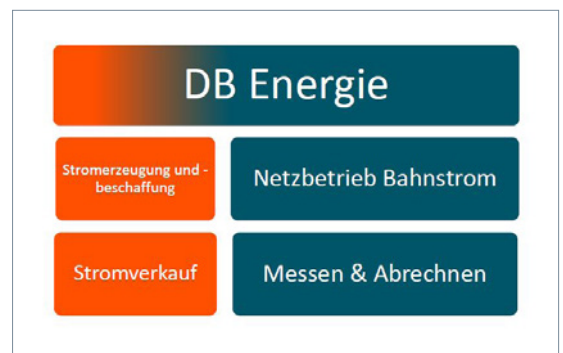 DB Energie
Stromerzeugung und -
beschaffung
Netzbetrieb Bahnstrom
Stromverkauf
Messen & Abrechnen